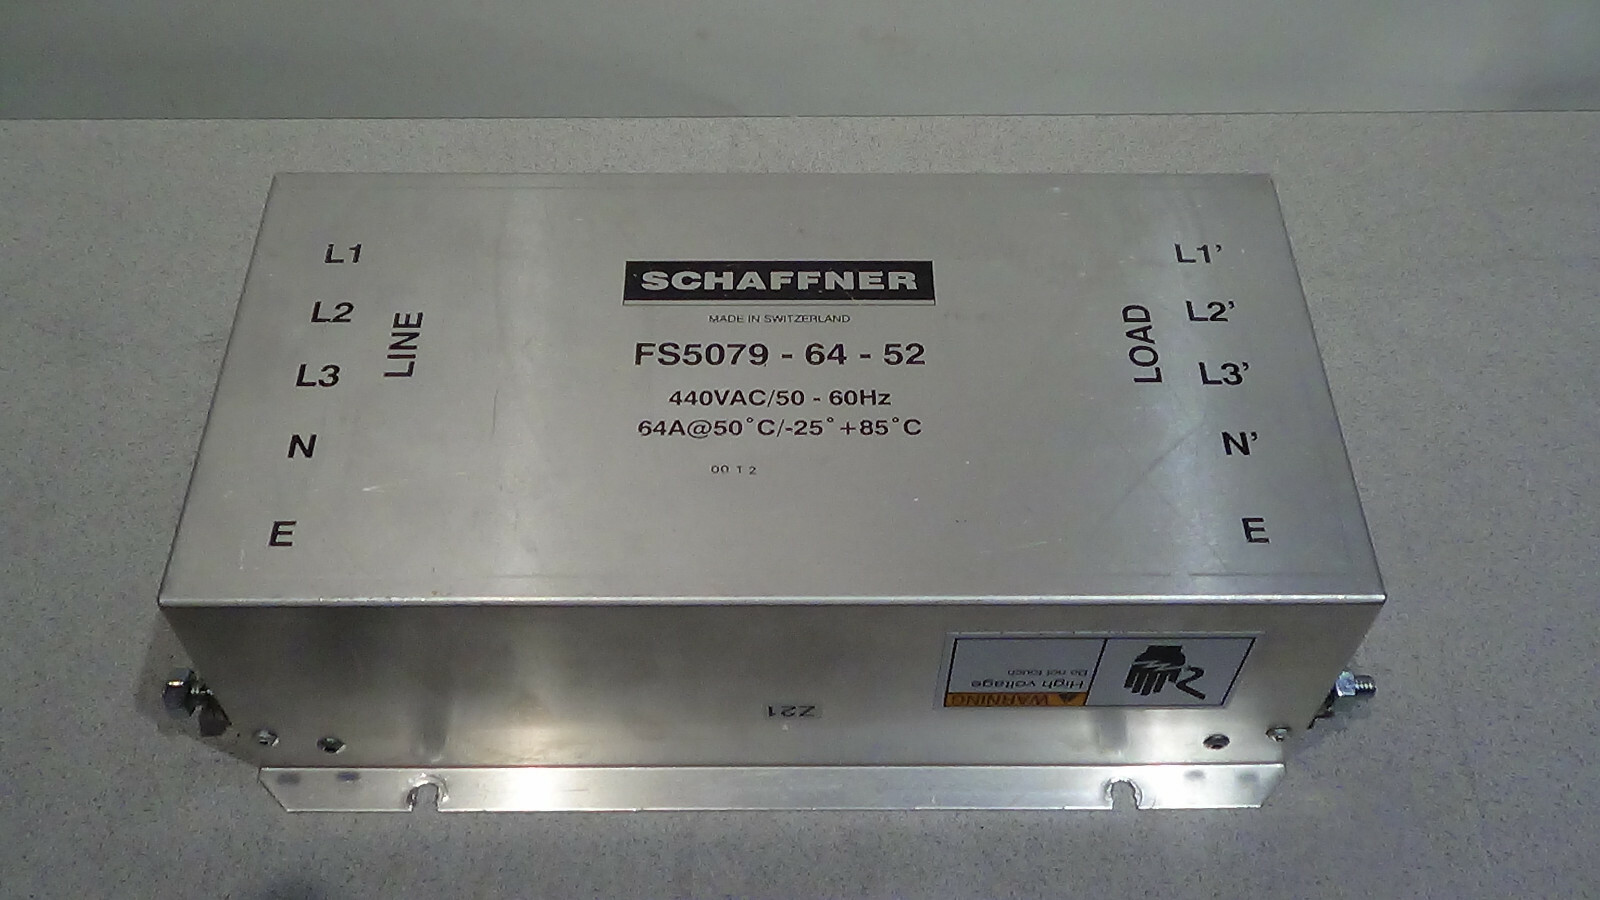 L1
L2
L3
N
E
LINE
SCHAFFNER
MADE IN SWITZERLAND
FS5079 - 64 - 52
440VAC/50 - 60Hz
64A@50°C/-25°+85°C
00 1 2
LOAD
L1'
L2'
L3'
N'
E
WARNING
High voltage
Do not touch
Z21